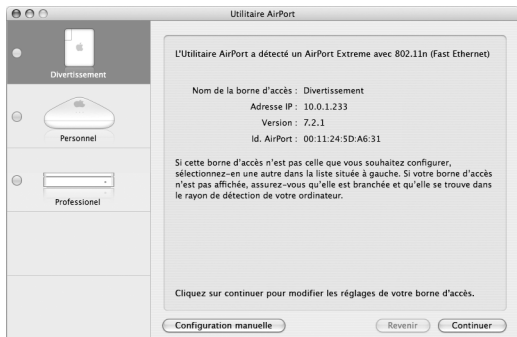 Utilitaire AirPort
Divertissement
Personnel
Professionel
L'Utilitaire AirPort a détecté un AirPort Extreme avec 802.11n (Fast Ethernet)
Nom de la borne d'accès : Divertissement
Adresse IP : 10.0.1.233
Version : 7.2.1
Id. AirPort : 00:11:24:5D:A6:31
Si cette borne d'accès n'est pas celle que vous souhaitez configurer,
sélectionnez-en une autre dans la liste située à gauche. Si votre borne d'accès
n'est pas affichée, assurez-vous qu'elle est branchée et qu'elle se trouve dans
le rayon de détection de votre ordinateur.
Cliquez sur continuer pour modifier les réglages de votre borne d'accès.
Configuration manuelle
Revenir
Continuer